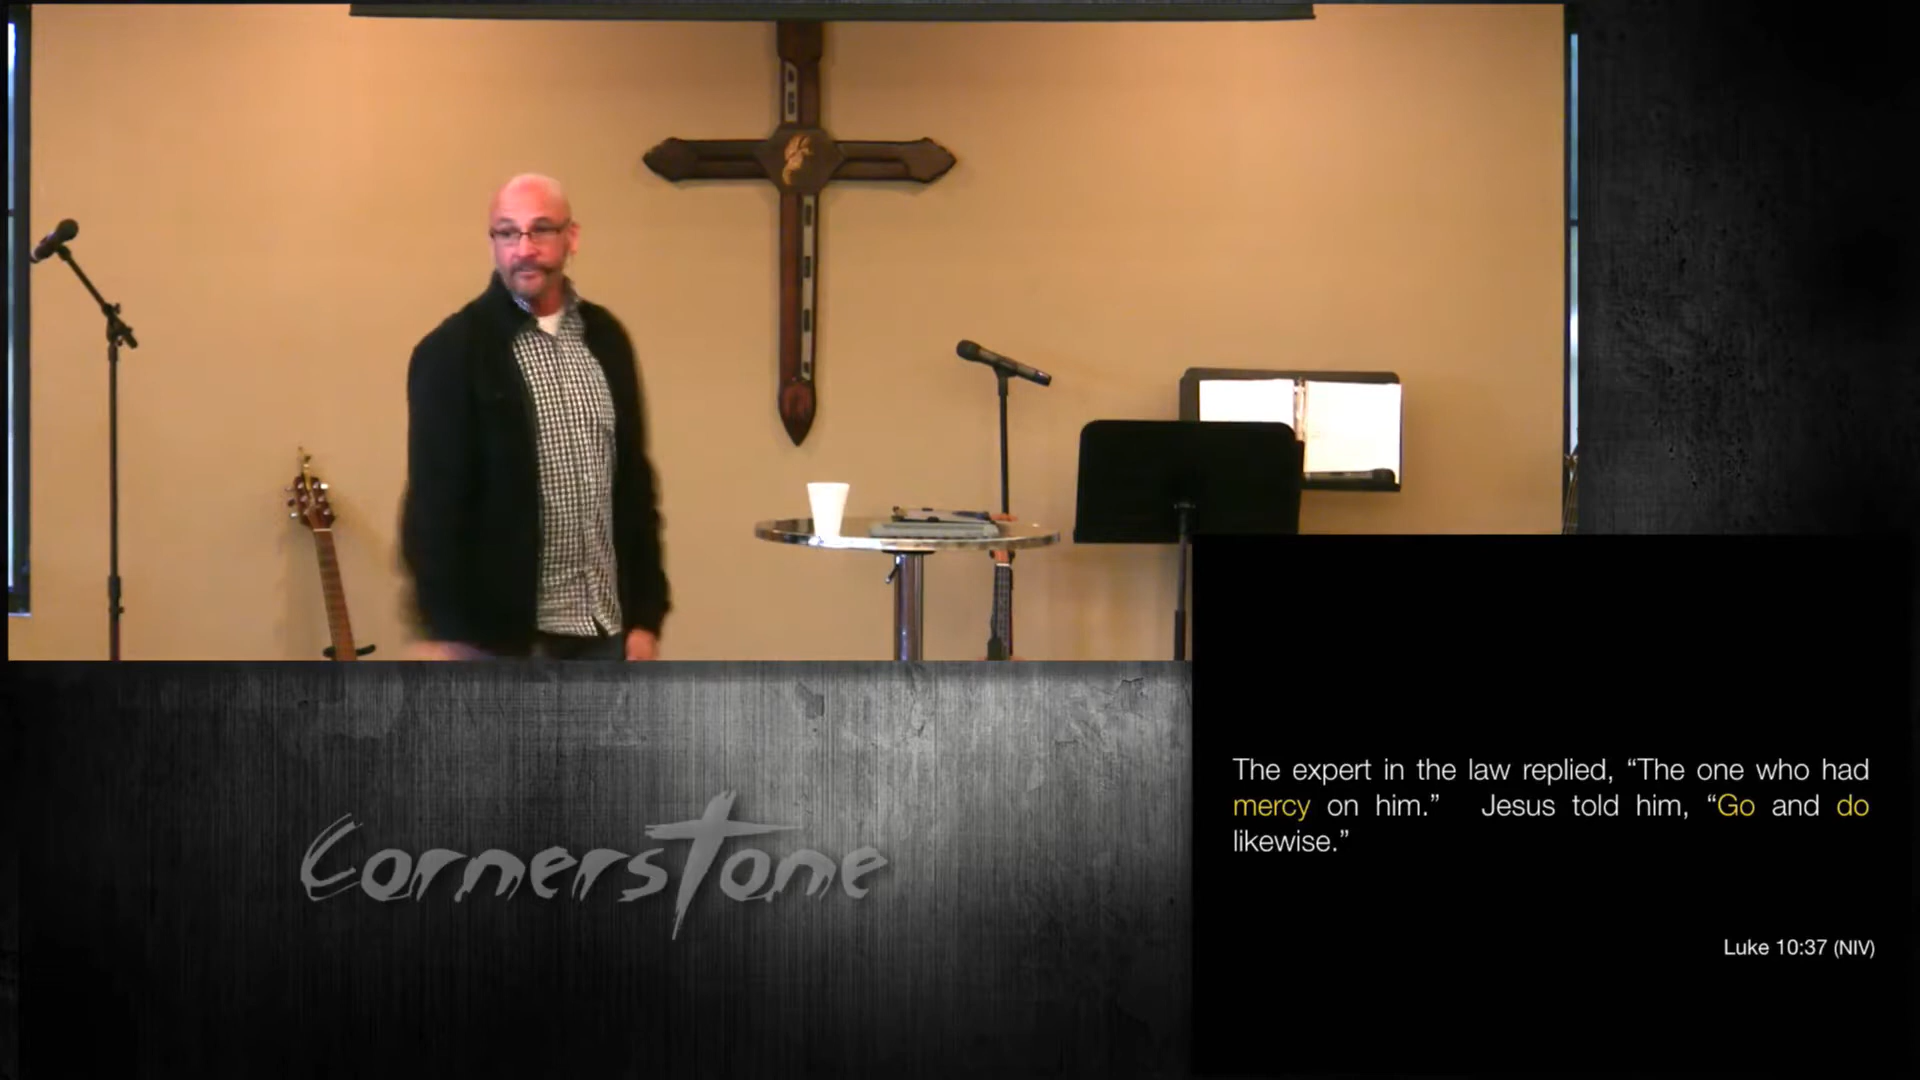 Cornerstone
The expert in the law replied, “The one who had
mercy on him.”  Jesus told him, “Go and do
likewise.”
Luke 10:37 (NIV)